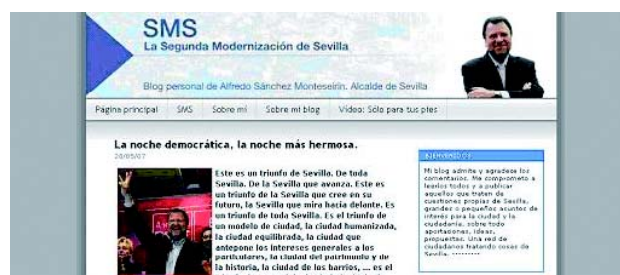 SMS
La Segunda Modernización de Sevilla
Blog personal de Alfredo Sánchez Monteseirín. Alcalde de Sevilla
Página principal SMS Sobre mí Sobre mi blog Vídeo: Sólo para tus pies
La noche democrática, la noche más hermosa.
28/05/07
Este es un triunfo de Sevilla. De toda
Sevilla. De la Sevilla que avanza. Este es
un triunfo de la Sevilla que cree en su
futuro, la Sevilla que mira hacia delante. Es
un triunfo de toda Sevilla. Es el triunfo de
un modelo de ciudad, la ciudad humanizada,
la ciudad equilibrada, la ciudad que
antepone los intereses generales a los
particulares, la ciudad del patrimonio y de
la historia, la ciudad de los barrios, ... es el
BIENVENIDOS
Mi blog admite y agradece los
comentarios. Me comprometo a
leerlos todos y a publicar
aquellos que traten de
cuestiones propias de Sevilla,
grandes o pequeños asuntos de
interés para la ciudad y la
ciudadanía, sobre todo
aportaciones, ideas,
propuestas. Una red de
ciudadanos tratando cosas de
Sevilla.